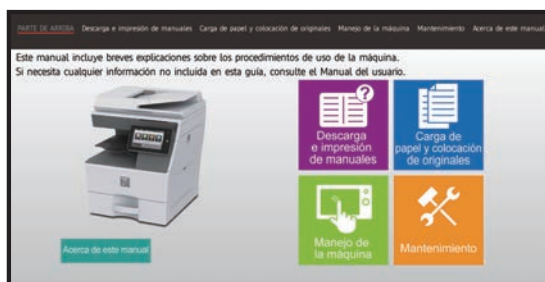 PARTE DE ARRIBA Descarga e impresión de manuales Carga de papel y colocación de originales Manejo de la máquina Mantenimiento Acerca de este manual
Este manual incluye breves explicaciones sobre los procedimientos de uso de la máquina.
Si necesita cualquier información no incluida en esta guía, consulte el Manual del usuario.
?
Descarga
e impresión
de manuales
Carga de
papel y colocación
de originales
Manejo de
la máquina
Mantenimiento
Acerca de este manual